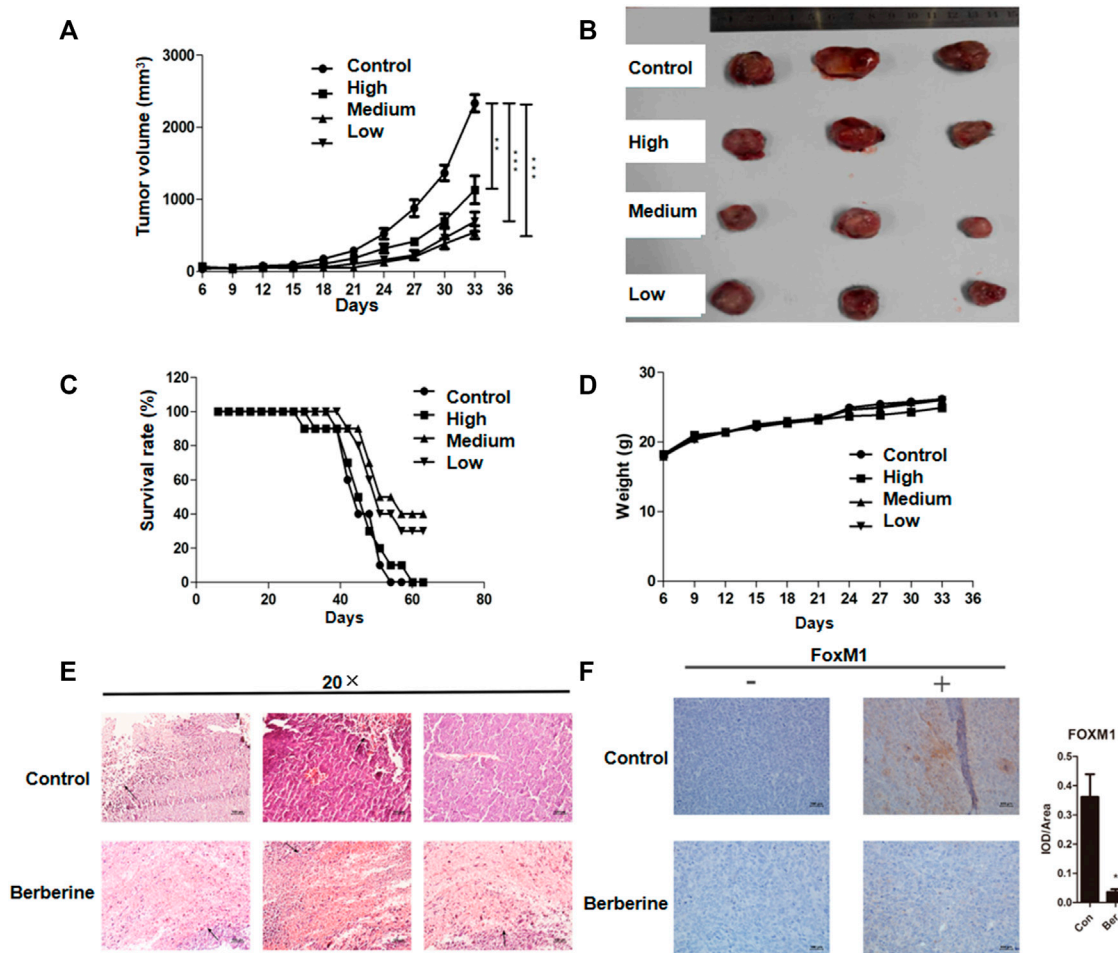 A
Tumor volume (mm³)
3000
2000
1000
0
Control
High
Medium
Low
**
***
***
6 9 12 15 18 21 24 27 30 33 36
Days
B
Control
High
Medium
Low
C
Survival rate (%)
120
100
80
60
40
20
0
Control
High
Medium
Low
0 20 40 60 80
Days
D
Weight (g)
30
20
10
0
Control
High
Medium
Low
6 9 12 15 18 21 24 27 30 33 36
Days
E
20×
Control
Berberine
F
FoxM1
- +
Control
Berberine
FOXM1
IOD/Area
0.5
0.4
0.3
0.2
0.1
0.0
*
Con Ber